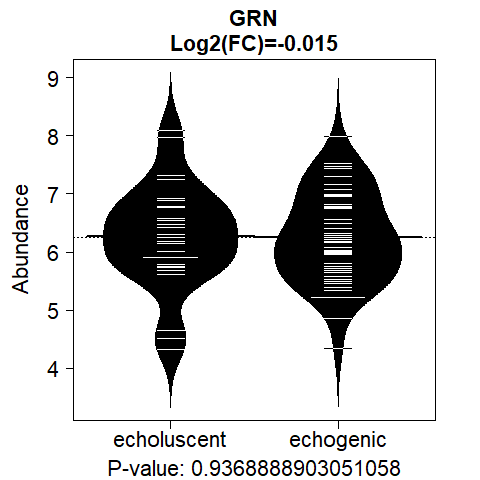 GRN
Log2(FC)=-0.015
Abundance
9
8
7
6
5
4
echoluscent
echogenic
P-value: 0.9368888903051058